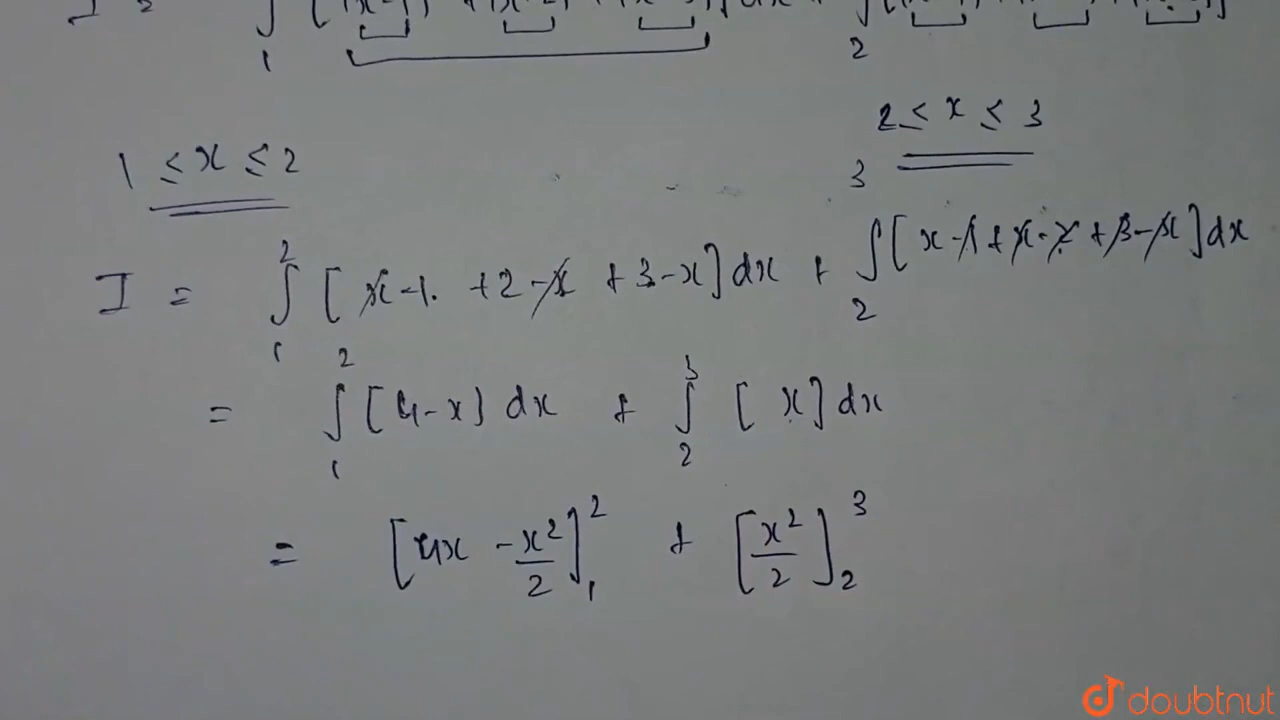 1 ≤ x ≤ 2
2 ≤ x ≤ 3
I = ∫₁² [x-1 + 2-x + 3-x] dx + ∫₂³ [x-1+x-2+3-x] dx
= ∫₁² [4-x] dx + ∫₂³ [x] dx
= [4x - x²/2]₁² + [x²/2]₂³
doubtnut